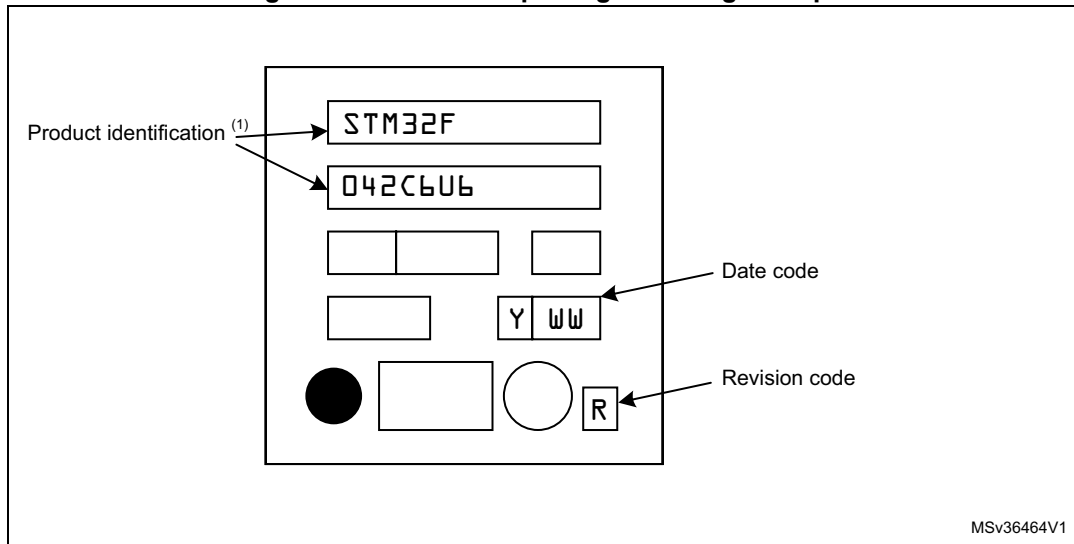 Product identification (1)
STM32F
042C6U6
Date code
Y WW
Revision code
R
MSv36464V1